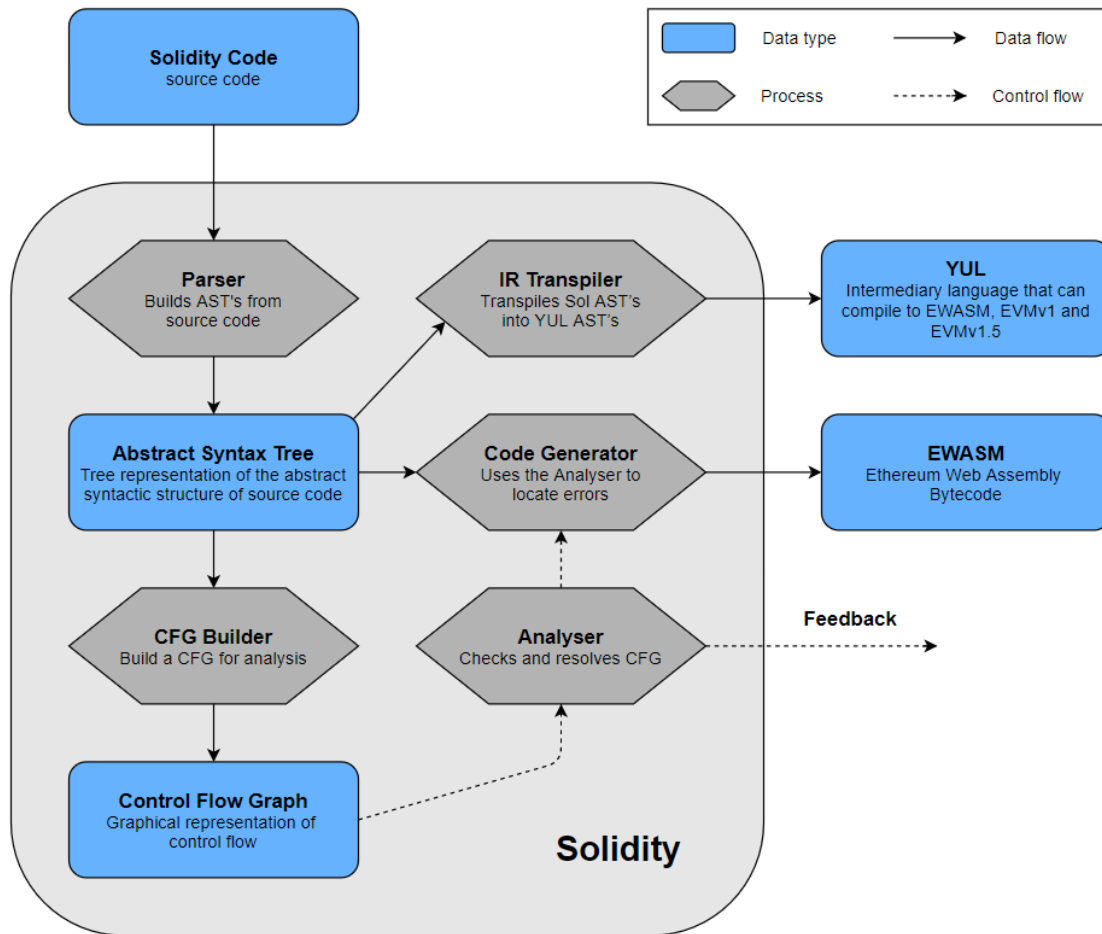 Solidity Code
source code
Data type
Data flow
Process
Control flow
Parser
Builds AST's from
source code
IR Transpiler
Transpiles Sol AST’s
into YUL AST’s
YUL
Intermediary language that can
compile to EWASM, EVMv1 and
EVMv1.5
Abstract Syntax Tree
Tree representation of the abstract
syntactic structure of source code
Code Generator
Uses the Analyser to
locate errors
EWASM
Ethereum Web Assembly
Bytecode
CFG Builder
Build a CFG for analysis
Analyser
Checks and resolves CFG
Feedback
Control Flow Graph
Graphical representation of
control flow
Solidity